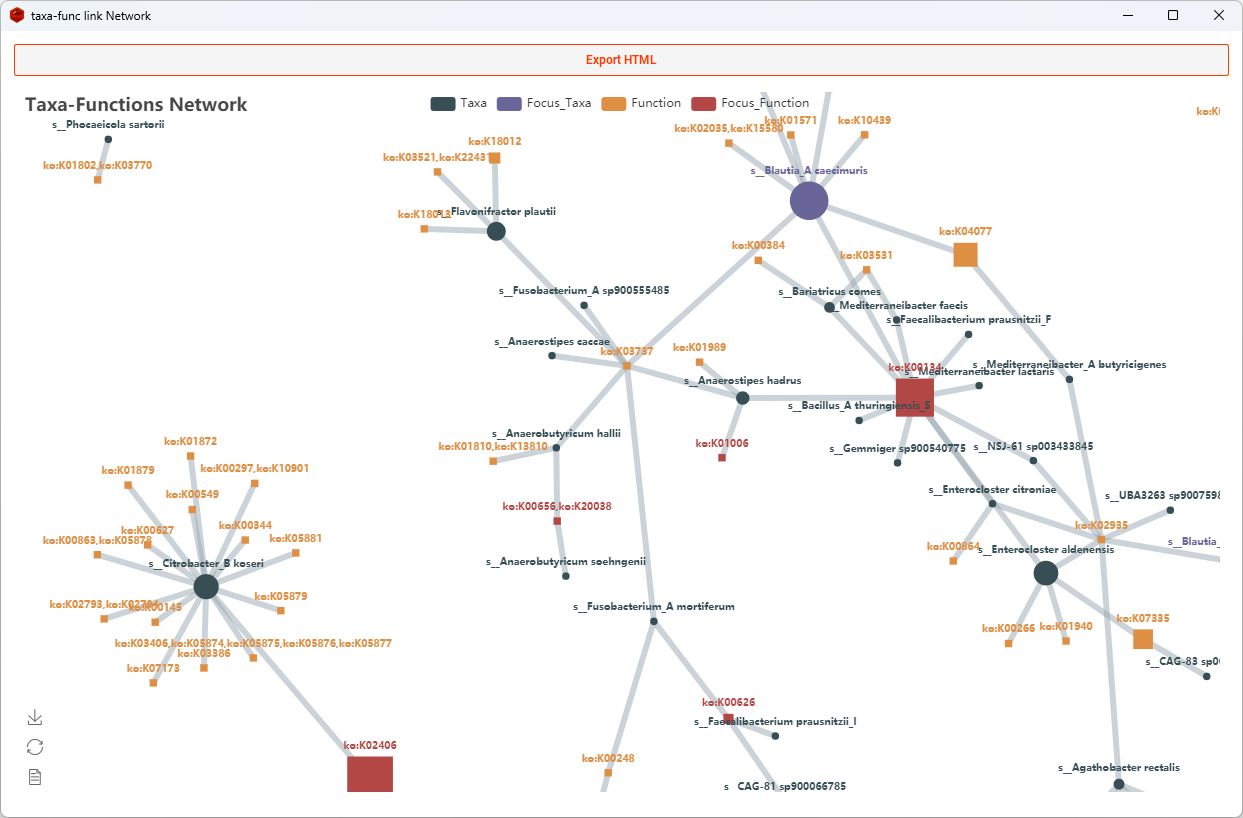 taxa-func link Network
Export HTML
Taxa-Functions Network
Taxa
Focus_Taxa
Function
Focus_Function
ko:K0
s__Phocaeicola sartorii
ko:K01802,ko:K03770
ko:K18012
ko:K03521,ko:K22431
ko:K18013
s__Flavonifractor plautii
ko:K02035,ko:K15580
ko:K01571
ko:K10439
s__Blautia_A caecimuris
ko:K04077
ko:K00384
ko:K03531
s__Fusobacterium_A sp900555485
s__Bariatricus comes
s__Mediterraneibacter faecis
s__Faecalibacterium prausnitzii_F
s__Anaerostipes caccae
ko:K03737
ko:K01989
ko:K00134
s__Mediterraneibacter_A butyricigenes
s__Mediterraneibacter lactaris
s__Anaerostipes hadrus
s__Bacillus_A thuringiensis_S
s__Anaerobutyricum hallii
ko:K01810,ko:K13810
ko:K01006
s__Gemmiger sp900540775
s__NSJ-61 sp003433845
ko:K01872
ko:K01879
ko:K00297,ko:K10901
ko:K00549
s__Enterocloster citroniae
s__UBA3263 sp9007598
ko:K00656,ko:K20038
ko:K00627
ko:K00344
ko:K02935
ko:K00863,ko:K05878
ko:K05881
s__Blautia_
ko:K00864
s__Enterocloster aldenensis
s__Citrobacter_B koseri
s__Anaerobutyricum soehngenii
ko:K05879
ko:K00145
s__Fusobacterium_A mortiferum
ko:K07335
ko:K00266
ko:K01940
ko:K03406,ko:K05874,ko:K05875,ko:K05876,ko:K05877
ko:K03386
ko:K07173
s__CAG-83 sp0
ko:K00626
s__Faecalibacterium prausnitzii_I
ko:K02406
ko:K00248
s__Agathobacter rectalis
s__CAG-81 sp900066785